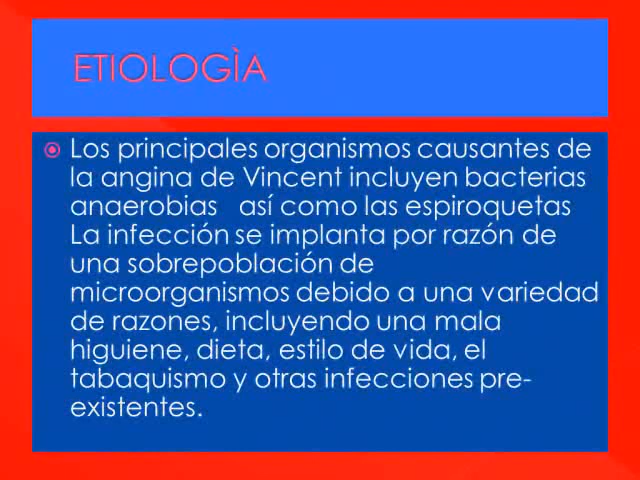 ETIOLOGÌA
Los principales organismos causantes de
la angina de Vincent incluyen bacterias
anaerobias así como las espiroquetas
La infección se implanta por razón de
una sobrepoblación de
microorganismos debido a una variedad
de razones, incluyendo una mala
higuiene, dieta, estilo de vida, el
tabaquismo y otras infecciones pre-
existentes.